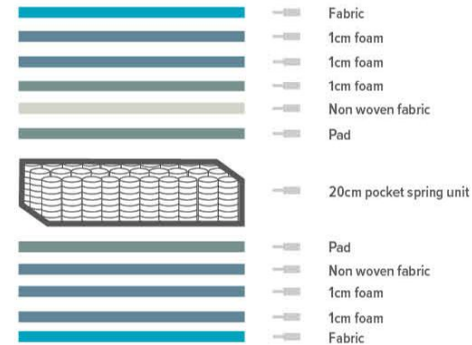 Fabric
1cm foam
1cm foam
1cm foam
Non woven fabric
Pad
20cm pocket spring unit
Pad
Non woven fabric
1cm foam
1cm foam
Fabric